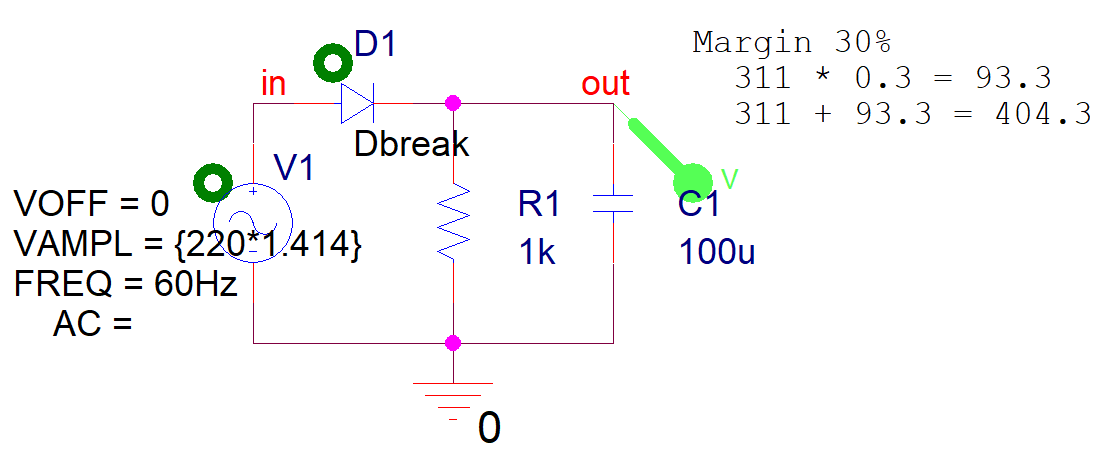 D1
in
Dbreak
V1
VOFF = 0
VAMPL = {220*1.414}
FREQ = 60Hz
AC =
out
R1
1k
V
C1
100u
0
Margin 30%
311 * 0.3 = 93.3
311 + 93.3 = 404.3